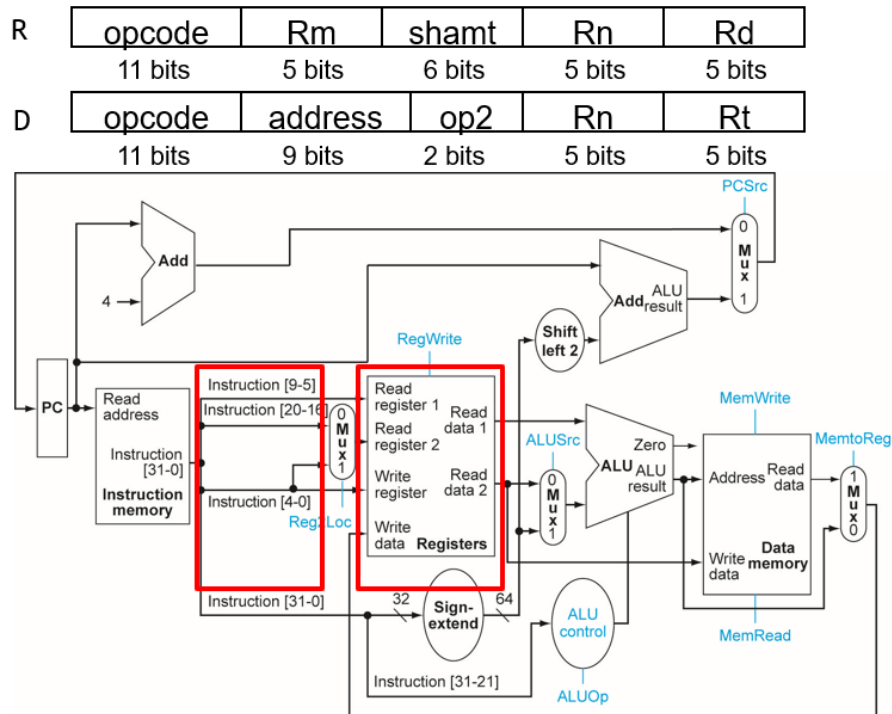 R opcode Rm shamt Rn Rd
11 bits 5 bits 6 bits 5 bits 5 bits
D opcode address op2 Rn Rt
11 bits 9 bits 2 bits 5 bits 5 bits
PCSrc
0
Mux
1
Add
4
Add ALU result
Shift left 2
RegWrite
PC
Read address
Instruction [31-0]
Instruction memory
Instruction [9-5]
Instruction [20-16]
Instruction [4-0]
0
Mux
1
Reg2Loc
Read register 1
Read register 2
Write register
Write data
Read data 1
Read data 2
Registers
ALUSrc
0
Mux
1
Zero
ALU ALU result
MemWrite
Address
Read data
Write data
Data memory
MemRead
MemtoReg
1
Mux
0
Instruction [31-0]
32
Sign-extend
64
ALU control
ALUOp
Instruction [31-21]